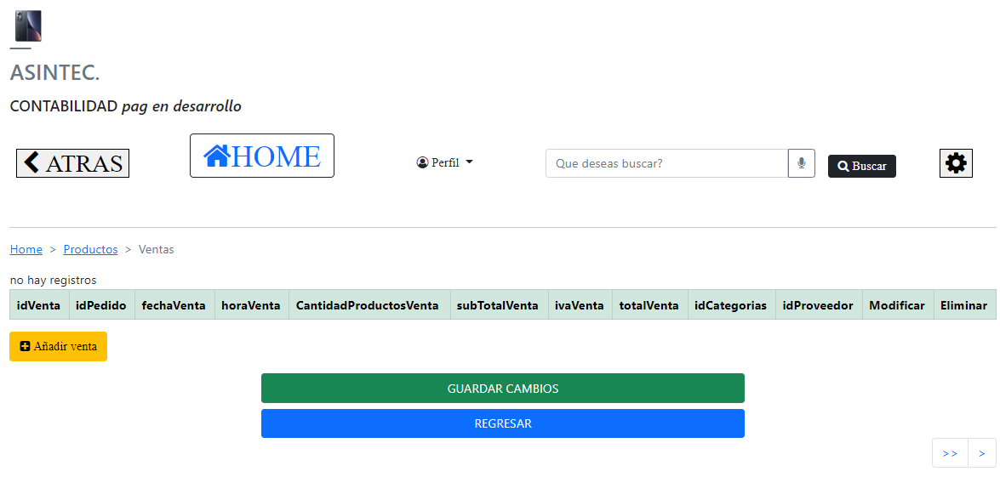 ASINTEC.
CONTABILIDAD pag en desarrollo
ATRAS
HOME
Perfil
Que deseas buscar?
Buscar
Home > Productos > Ventas
no hay registros
idVenta idPedido fechaVenta horaVenta CantidadProductosVenta subTotalVenta ivaVenta totalVenta idCategorias idProveedor Modificar Eliminar
Añadir venta
GUARDAR CAMBIOS
REGRESAR
>> >